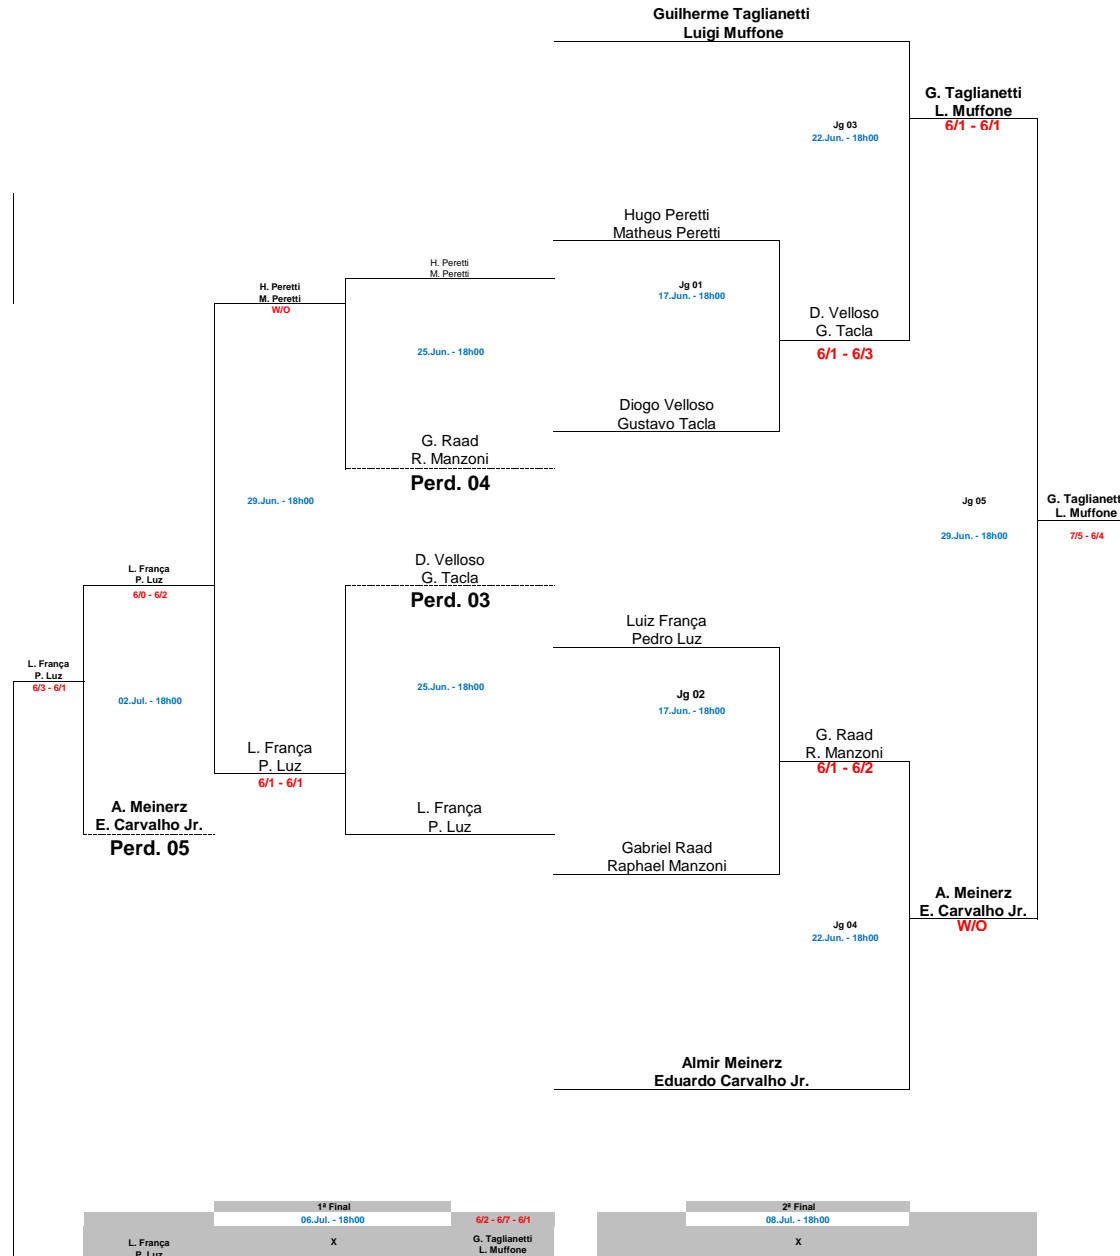 Guilherme Taglianetti
Luigi Muffone
G. Taglianetti
L. Muffone
6/1 - 6/1
Jg 03
22.Jun. - 18h00
Hugo Peretti
Matheus Peretti
H. Peretti
M. Peretti
H. Peretti
M. Peretti
W/O
Jg 01
17.Jun. - 18h00
D. Velloso
G. Tacla
6/1 - 6/3
25.Jun. - 18h00
Diogo Velloso
Gustavo Tacla
G. Raad
R. Manzoni
Perd. 04
29.Jun. - 18h00
Jg 05
29.Jun. - 18h00
G. Taglianett
L. Muffone
7/5 - 6/4
D. Velloso
G. Tacla
Perd. 03
L. França
P. Luz
6/0 - 6/2
Luiz França
Pedro Luz
L. França
P. Luz
6/3 - 6/1
02.Jul. - 18h00
25.Jun. - 18h00
Jg 02
17.Jun. - 18h00
G. Raad
R. Manzoni
6/1 - 6/2
L. França
P. Luz
6/1 - 6/1
A. Meinerz
E. Carvalho Jr.
Perd. 05
L. França
P. Luz
Gabriel Raad
Raphael Manzoni
A. Meinerz
E. Carvalho Jr.
W/O
Jg 04
22.Jun. - 18h00
Almir Meinerz
Eduardo Carvalho Jr.
1ª Final
06.Jul. - 18h00
6/2 - 6/7 - 6/1
L. França
P. Luz
X
G. Taglianetti
L. Muffone
2ª Final
08.Jul. - 18h00
X